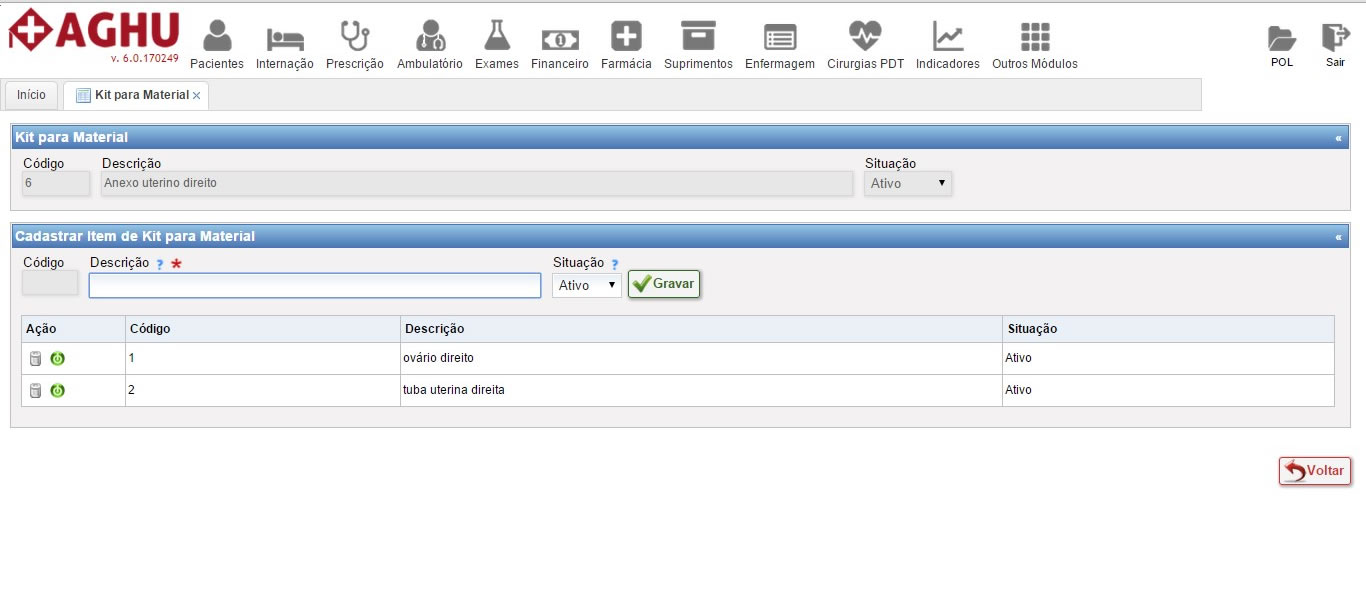 AGHU
v. 6.0.170249
Pacientes Internação Prescrição Ambulatório Exames Financeiro Farmácia Suprimentos Enfermagem Cirurgias PDT Indicadores Outros Módulos POL Sair
Início Kit para Material ×
Kit para Material «
Código Descrição Situação
6 Anexo uterino direito Ativo
Cadastrar Item de Kit para Material «
Código Descrição ? * Situação ?
Ativo Gravar
Ação Código Descrição Situação
1 ovário direito Ativo
2 tuba uterina direita Ativo
Voltar